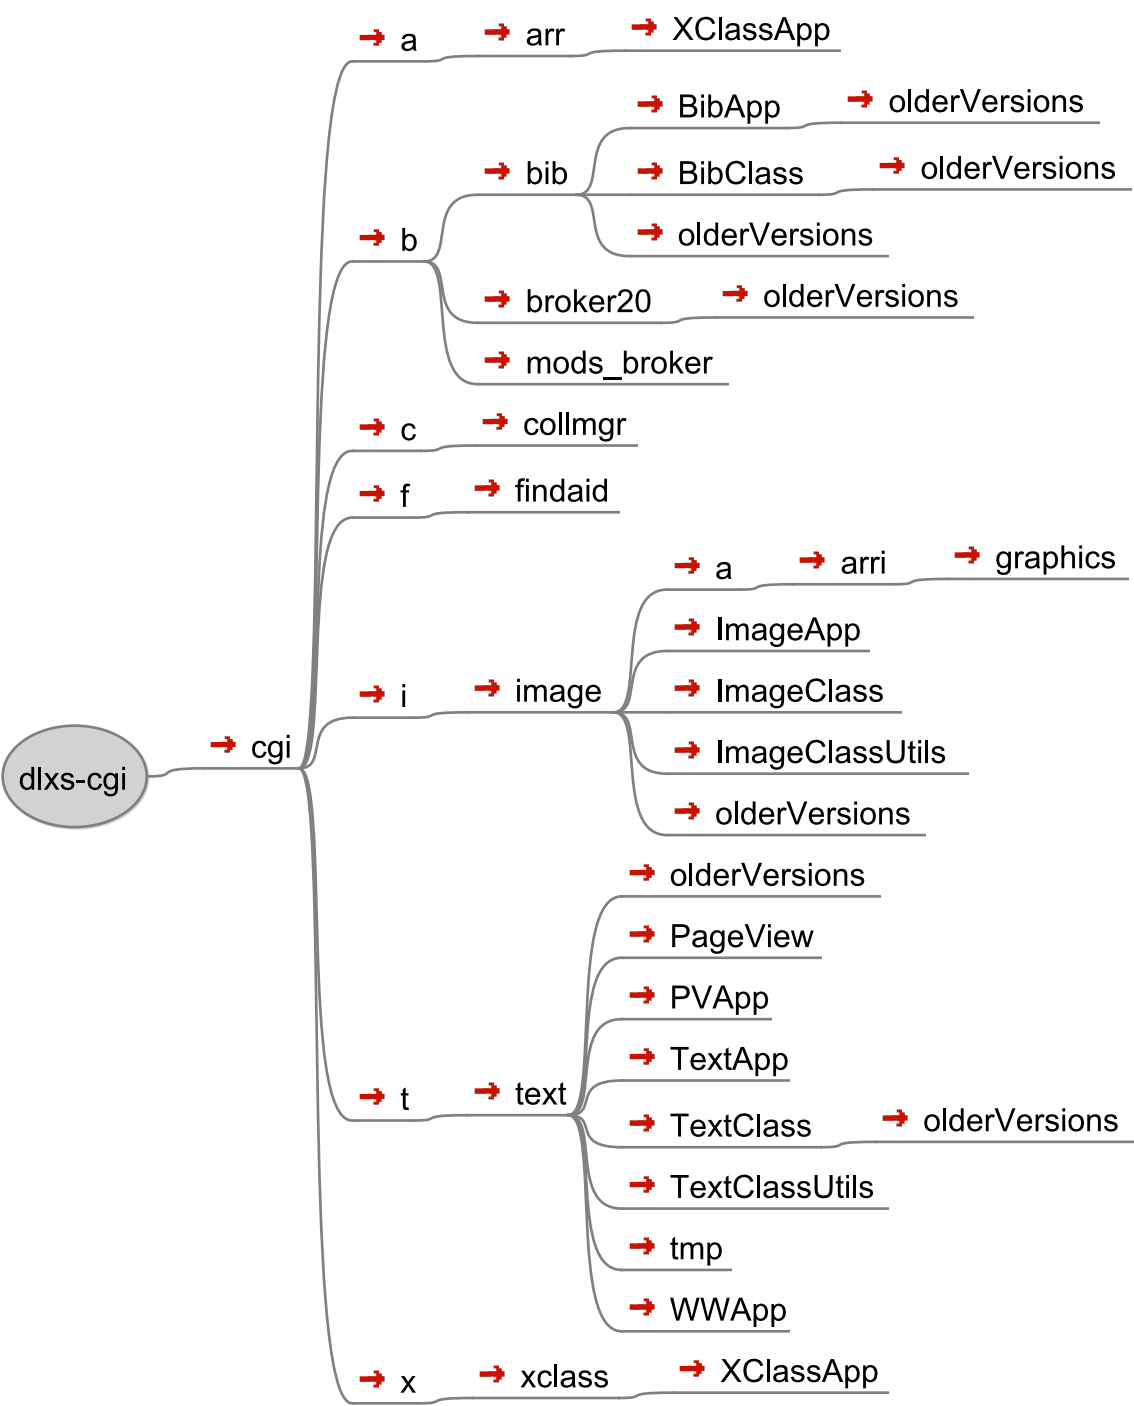 a
arr
XClassApp
BibApp
olderVersions
bib
BibClass
olderVersions
olderVersions
b
broker20
olderVersions
mods_broker
c
collmgr
f
findaid
a
arri
graphics
ImageApp
i
image
ImageClass
ImageClassUtils
olderVersions
dlxs-cgi
cgi
olderVersions
PageView
PVApp
TextApp
t
text
TextClass
olderVersions
TextClassUtils
tmp
WWApp
x
xclass
XClassApp